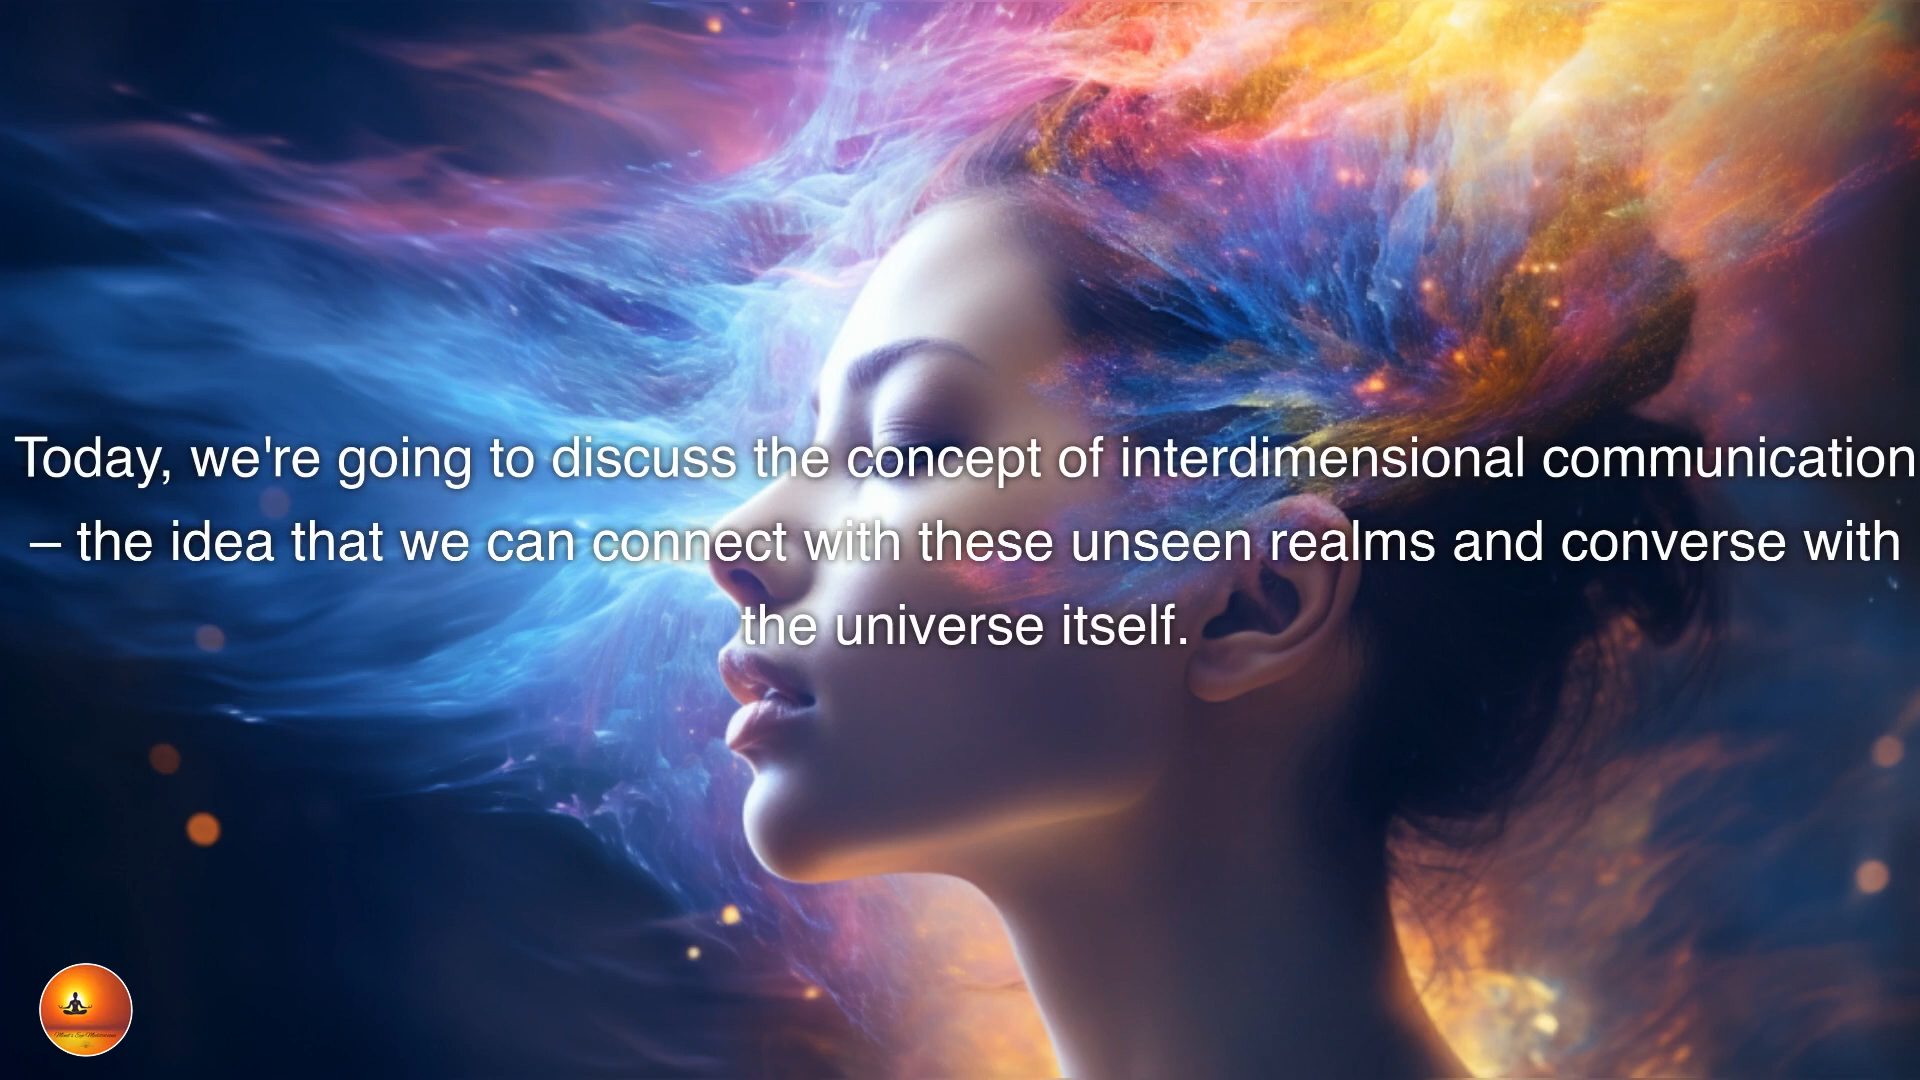 Today, we're going to discuss the concept of interdimensional communication
– the idea that we can connect with these unseen realms and converse with
the universe itself.